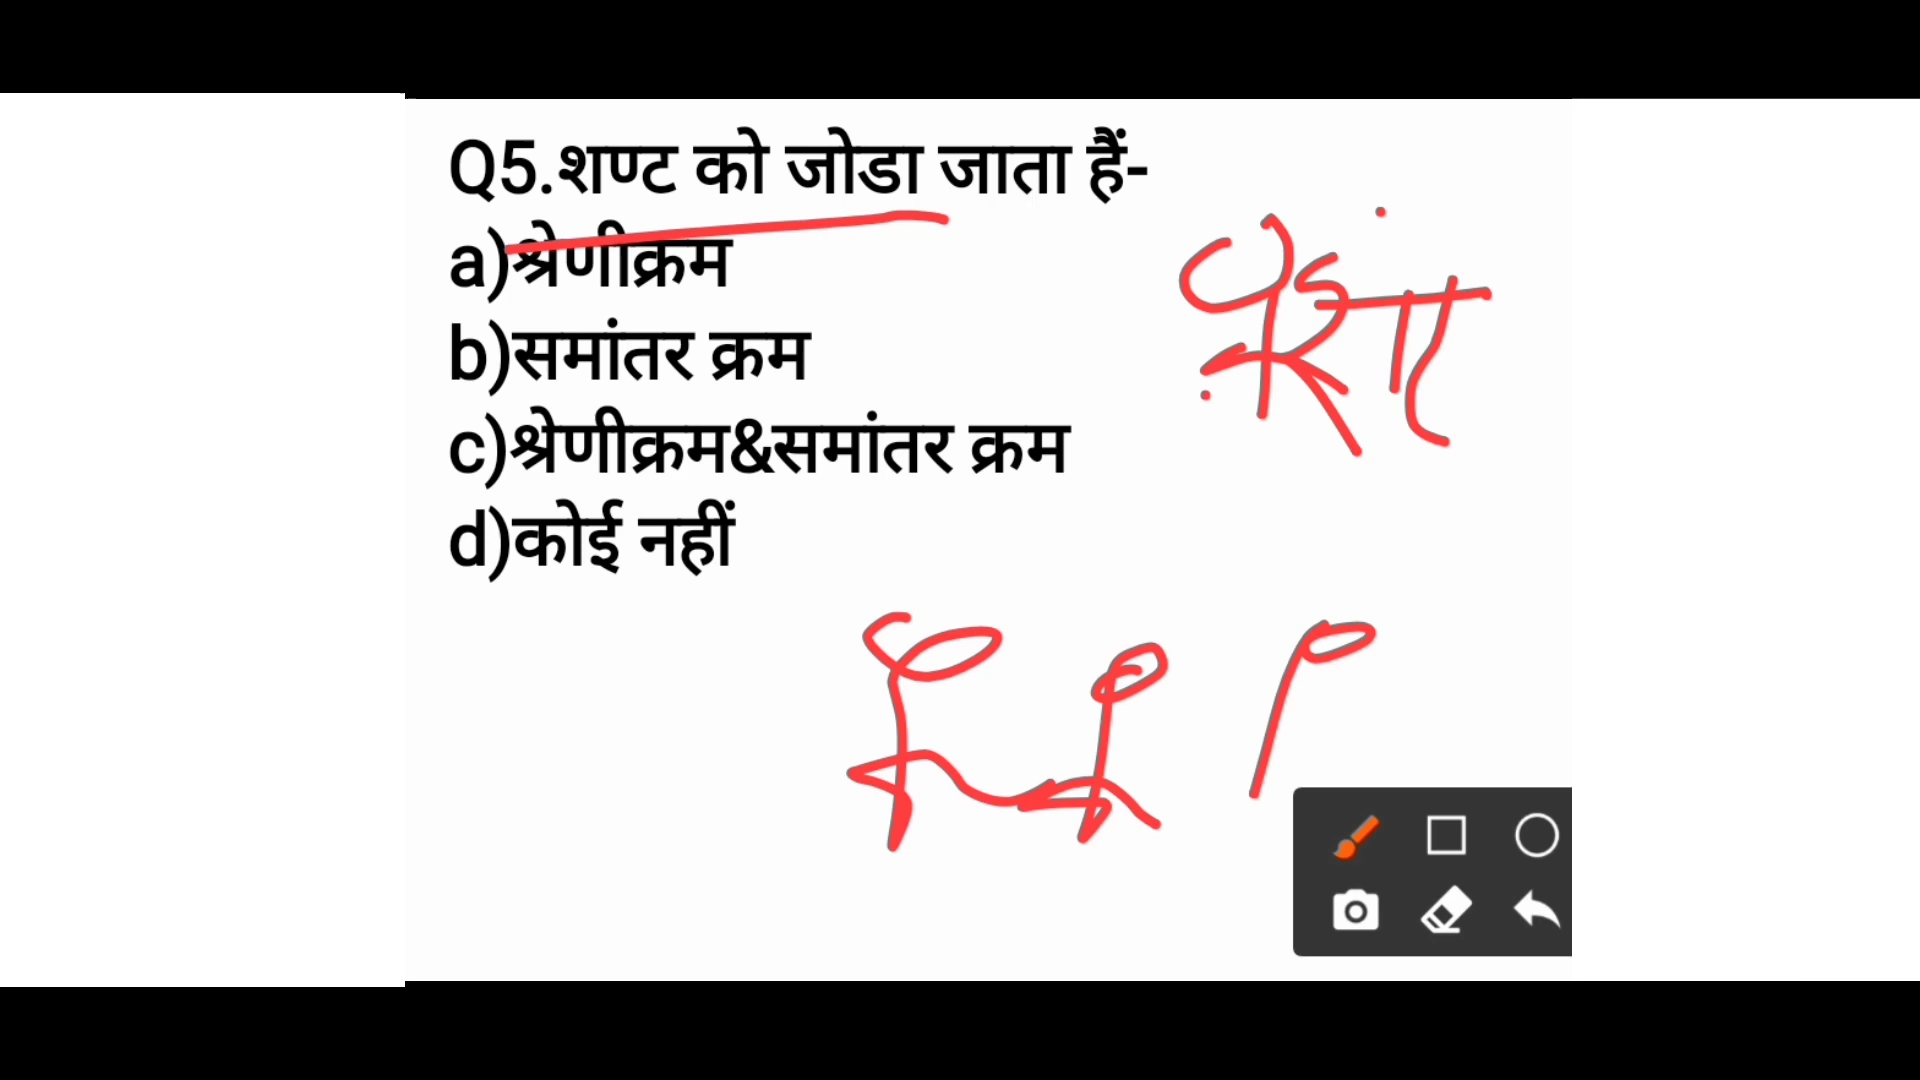 Q5.शण्ट को जोडा जाता हैं-
a)श्रेणीक्रम
b)समांतर क्रम
c)श्रेणीक्रम&समांतर क्रम
d)कोई नहीं